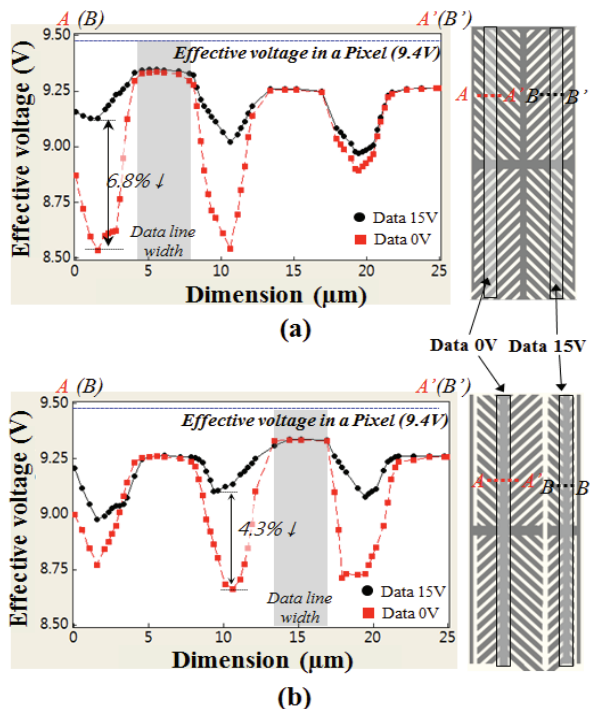 A (B)
A’(B’)
Effective voltage (V)
9.50
9.25
9.00
8.75
8.50
Effective voltage in a Pixel (9.4V)
6.8% ↓
Data line
width
Data 15V
Data 0V
0
5
10
15
20
25
Dimension (μm)
A A’ B B’
(a)
Data 0V Data 15V
A (B)
A’(B’)
Effective voltage (V)
9.50
9.25
9.00
8.75
8.50
Effective voltage in a Pixel (9.4V)
4.3% ↓
Data line
width
Data 15V
Data 0V
0
5
10
15
20
25
Dimension (μm)
A A’ B B’
(b)